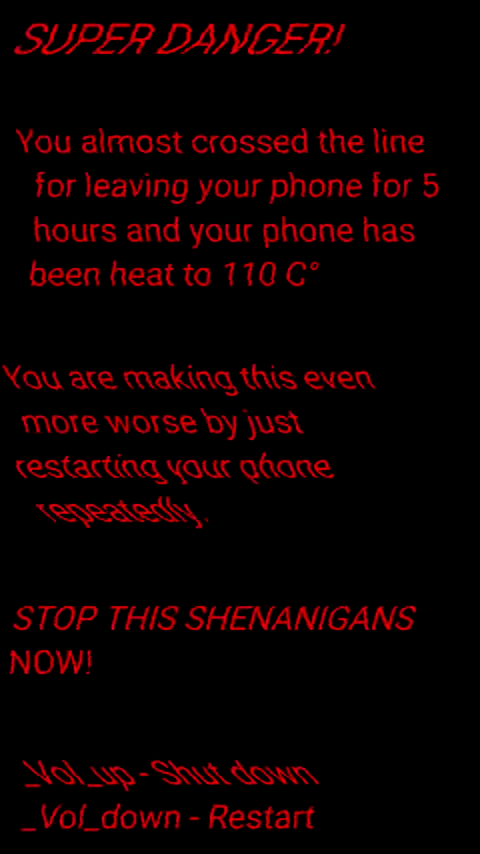 SUPER DANGER!
You almost crossed the line
for leaving your phone for 5
hours and your phone has
been heat to 110 C°
You are making this even
more worse by just
restarting your phone
repeatedly.
STOP THIS SHENANIGANS
NOW!
_Vol_up - Shut down
_Vol_down - Restart